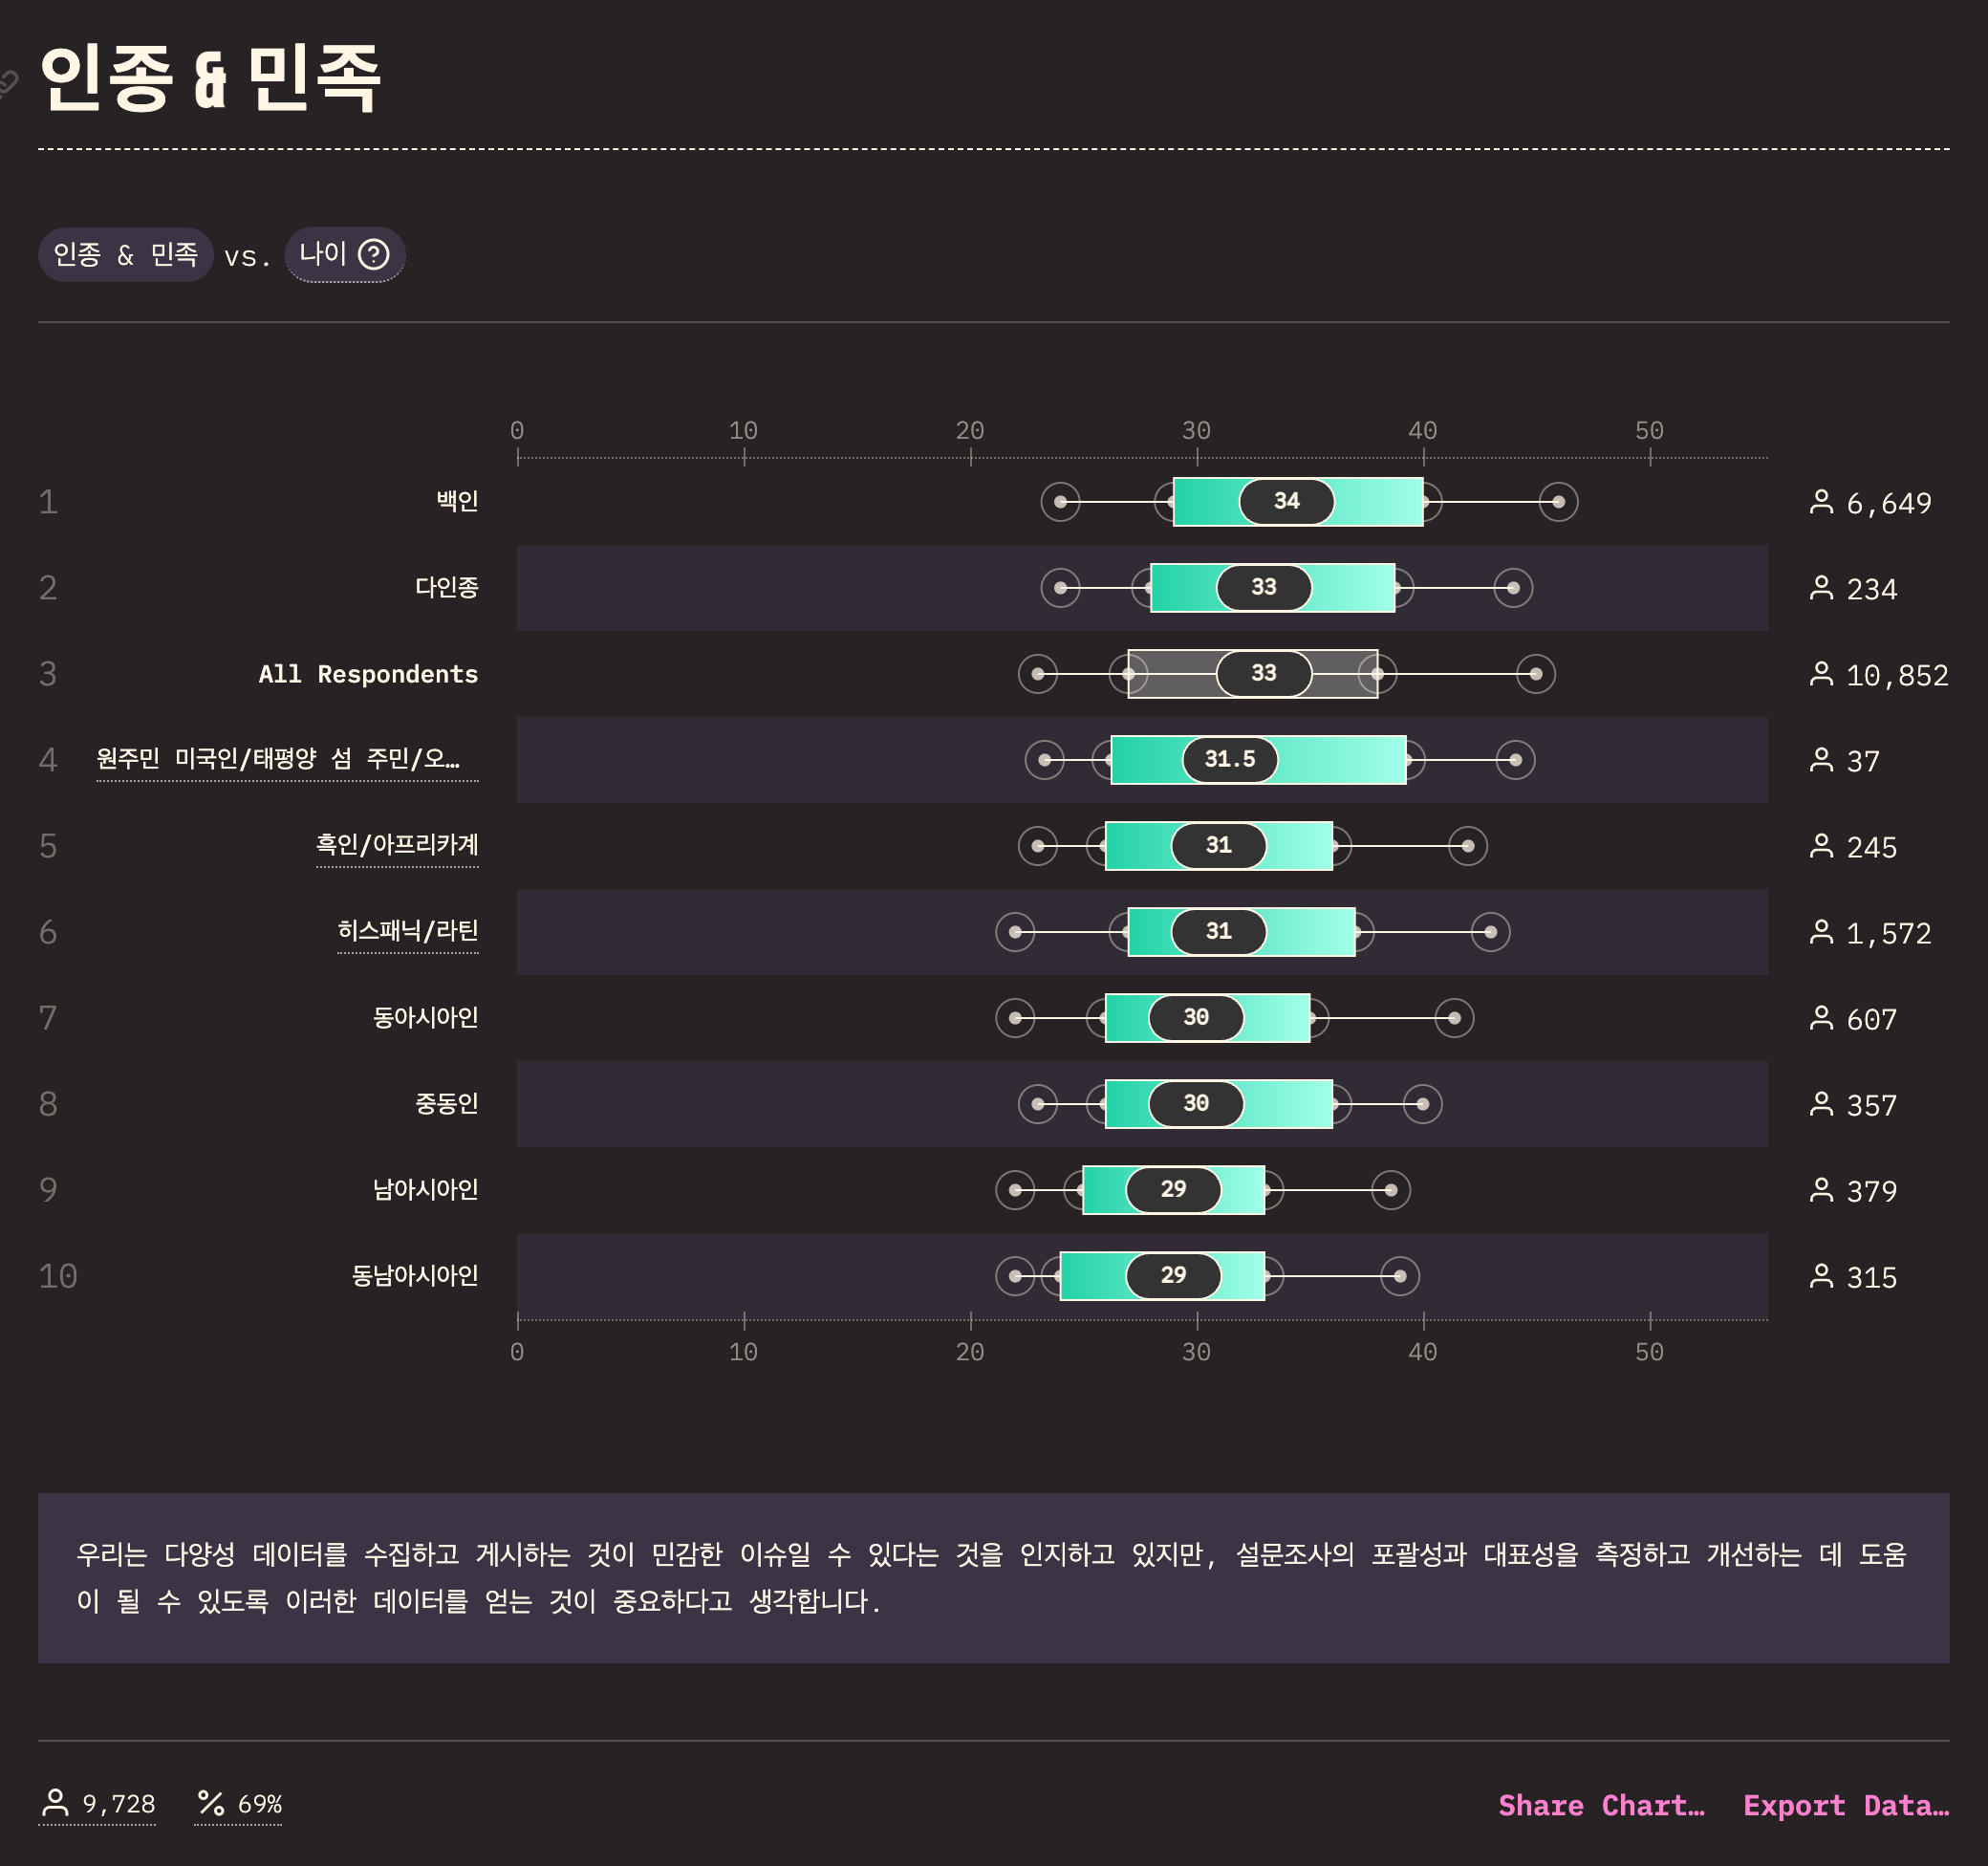 인종 & 민족
인종 & 민족 vs. 나이
0 10 20 30 40 50
1 백인 34 6,649
2 다인종 33 234
3 All Respondents 33 10,852
4 원주민 미국인/태평양 섬 주민/오… 31.5 37
5 흑인/아프리카계 31 245
6 히스패닉/라틴 31 1,572
7 동아시아인 30 607
8 중동인 30 357
9 남아시아인 29 379
10 동남아시아인 29 315
0 10 20 30 40 50
우리는 다양성 데이터를 수집하고 게시하는 것이 민감한 이슈일 수 있다는 것을 인지하고 있지만, 설문조사의 포괄성과 대표성을 측정하고 개선하는 데 도움
이 될 수 있도록 이러한 데이터를 얻는 것이 중요하다고 생각합니다.
9,728 % 69% Share Chart… Export Data…